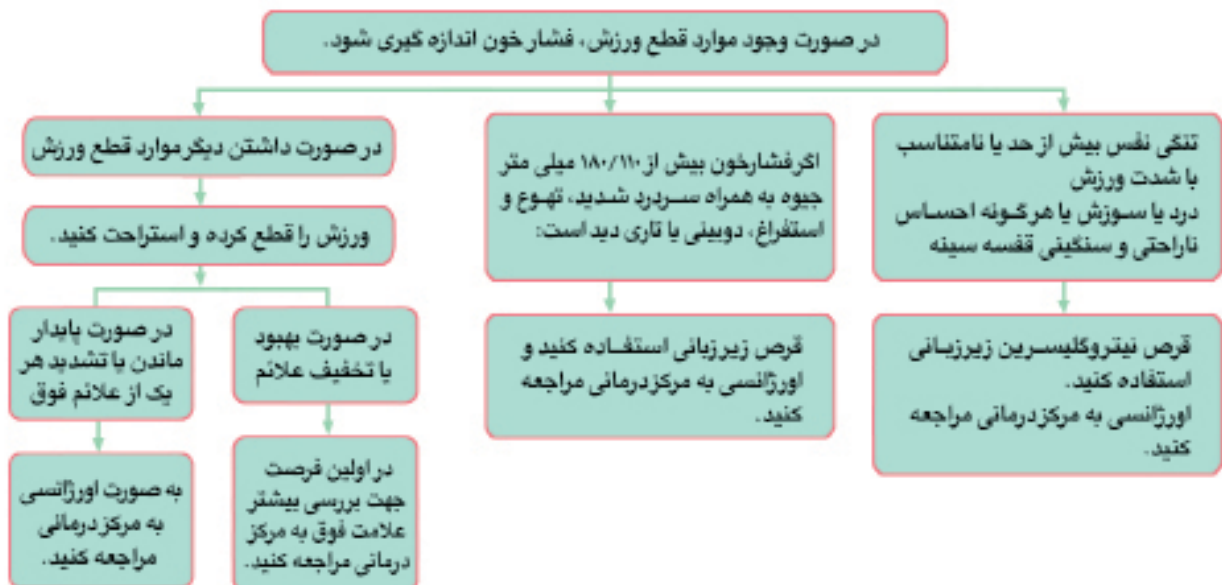 در صورت وجود موارد قطع ورزش، فشار خون اندازه گیری شود.
تنگی نفس بیش از حد یا نامتناسب
با شدت ورزش
درد یا سوزش یا هرگونه احساس
ناراحتی و سنگینی قفسه سینه
قرص نیتروگلیسرین زیرزبانی
استفاده کنید.
اورژانسی به مرکز درمانی مراجعه
کنید.
اگر فشارخون بیش از ۱۸۰/۱۱۰ میلی متر
جیوه به همراه سردرد شدید، تهوع و
استفراغ، دوبینی یا تاری دید است:
قرص زیرزبانی استفاده کنید و
اورژانسی به مرکز درمانی مراجعه
کنید.
در صورت داشتن دیگر موارد قطع ورزش
ورزش را قطع کرده و استراحت کنید.
در صورت بهبود
یا تخفیف علائم
در اولین فرصت
جهت بررسی بیشتر
علامت فوق به مرکز
درمانی مراجعه کنید.
در صورت پایدار
ماندن یا تشدید هر
یک از علائم فوق
به صورت اورژانسی
به مرکز درمانی
مراجعه کنید.